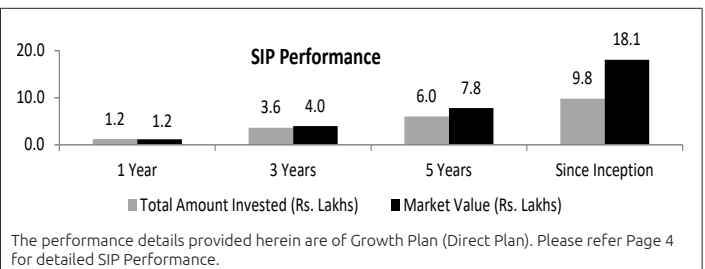 SIP Performance
20.0
10.0
0.0
1.2 1.2 3.6 4.0 6.0 7.8 9.8 18.1
1 Year 3 Years 5 Years Since Inception
Total Amount Invested (Rs. Lakhs) Market Value (Rs. Lakhs)
The performance details provided herein are of Growth Plan (Direct Plan). Please refer Page 4
for detailed SIP Performance.